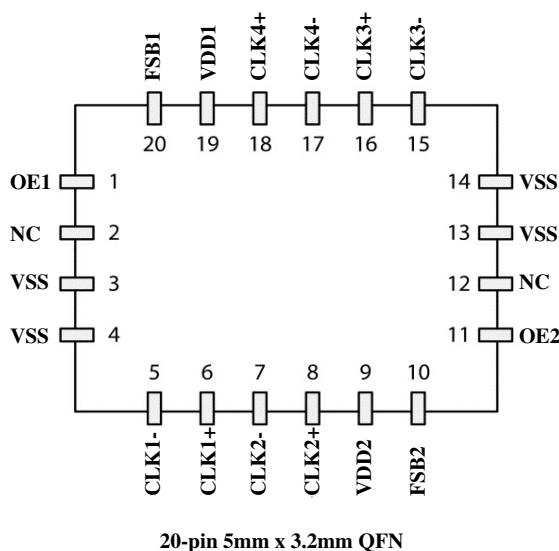 FSB1 VDD1 CLK4+ CLK4- CLK3+ CLK3-
20 19 18 17 16 15
OE1 1 14 VSS
NC 2 13 VSS
VSS 3 12 NC
VSS 4 11 OE2
5 6 7 8 9 10
CLK1- CLK1+ CLK2- CLK2+ VDD2 FSB2
20-pin 5mm x 3.2mm QFN